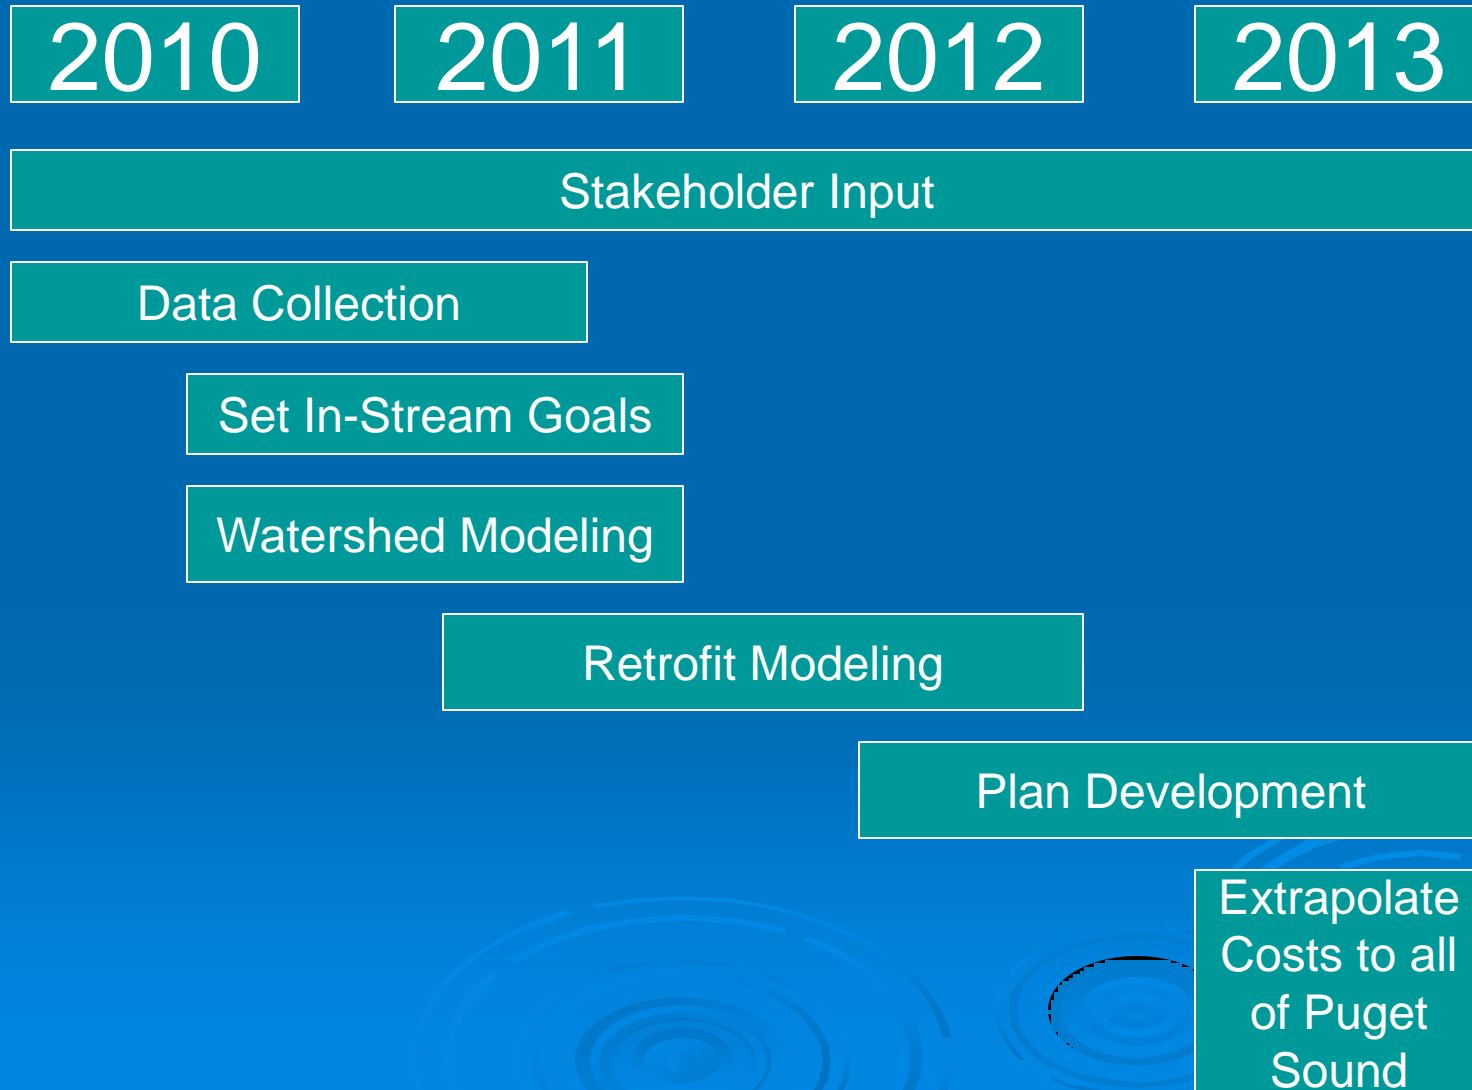 2010 2011 2012 2013
Stakeholder Input
Data Collection
Set In-Stream Goals
Watershed Modeling
Retrofit Modeling
Plan Development
Extrapolate
Costs to all
of Puget
Sound